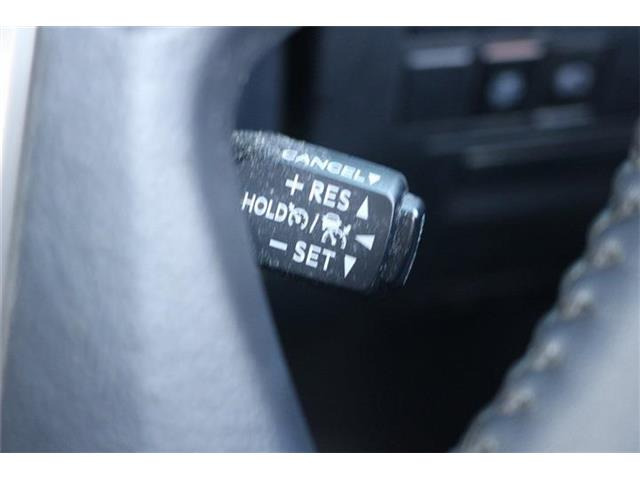 CANCEL▼
+ RES ▲
HOLD / ◄
− SET ▼